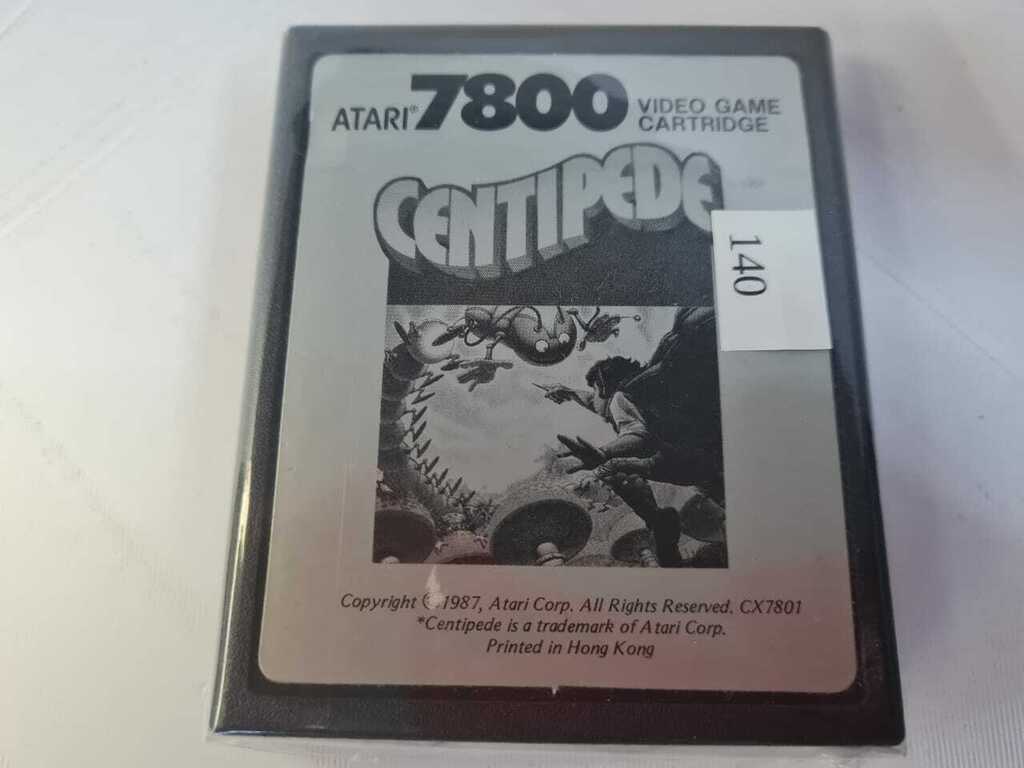 ATARI® 7800 VIDEO GAME
CARTRIDGE
CENTIPEDE
140
Copyright © 1987, Atari Corp. All Rights Reserved. CX7801
*Centipede is a trademark of Atari Corp.
Printed in Hong Kong